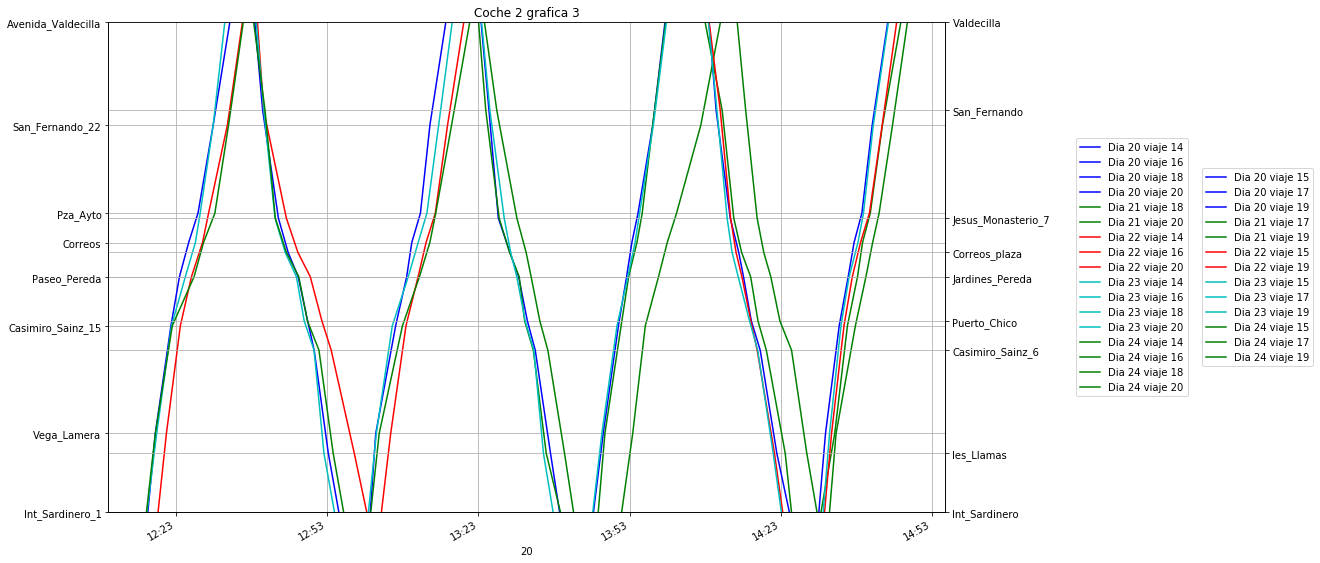 Coche 2 grafica 3
Avenida_Valdecilla
San_Fernando_22
Pza_Ayto
Correos
Paseo_Pereda
Casimiro_Sainz_15
Vega_Lamera
Int_Sardinero_1
Valdecilla
San_Fernando
Jesus_Monasterio_7
Correos_plaza
Jardines_Pereda
Puerto_Chico
Casimiro_Sainz_6
Ies_Llamas
Int_Sardinero
12:23
12:53
13:23
13:53
14:23
14:53
20
Dia 20 viaje 14
Dia 20 viaje 16
Dia 20 viaje 18
Dia 20 viaje 20
Dia 21 viaje 18
Dia 21 viaje 20
Dia 22 viaje 14
Dia 22 viaje 16
Dia 22 viaje 20
Dia 23 viaje 14
Dia 23 viaje 16
Dia 23 viaje 18
Dia 23 viaje 20
Dia 24 viaje 14
Dia 24 viaje 16
Dia 24 viaje 18
Dia 24 viaje 20
Dia 20 viaje 15
Dia 20 viaje 17
Dia 20 viaje 19
Dia 21 viaje 17
Dia 21 viaje 19
Dia 22 viaje 15
Dia 22 viaje 19
Dia 23 viaje 15
Dia 23 viaje 17
Dia 23 viaje 19
Dia 24 viaje 15
Dia 24 viaje 17
Dia 24 viaje 19